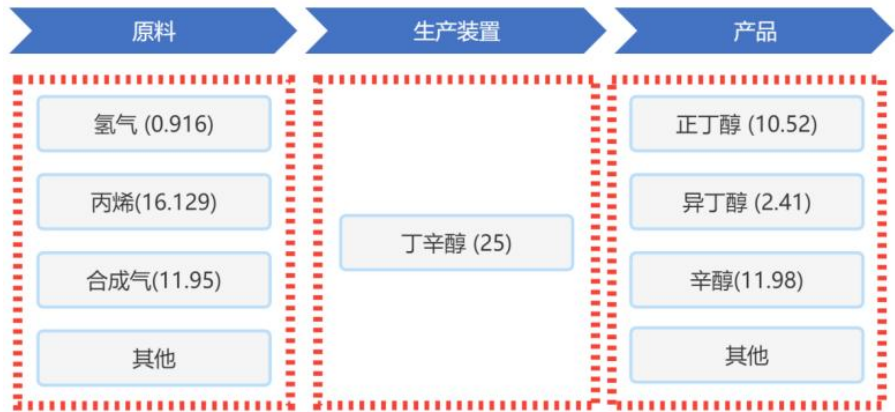 原料
生产装置
产品
氢气 (0.916)
丙烯(16.129)
合成气(11.95)
其他
丁辛醇 (25)
正丁醇 (10.52)
异丁醇 (2.41)
辛醇(11.98)
其他